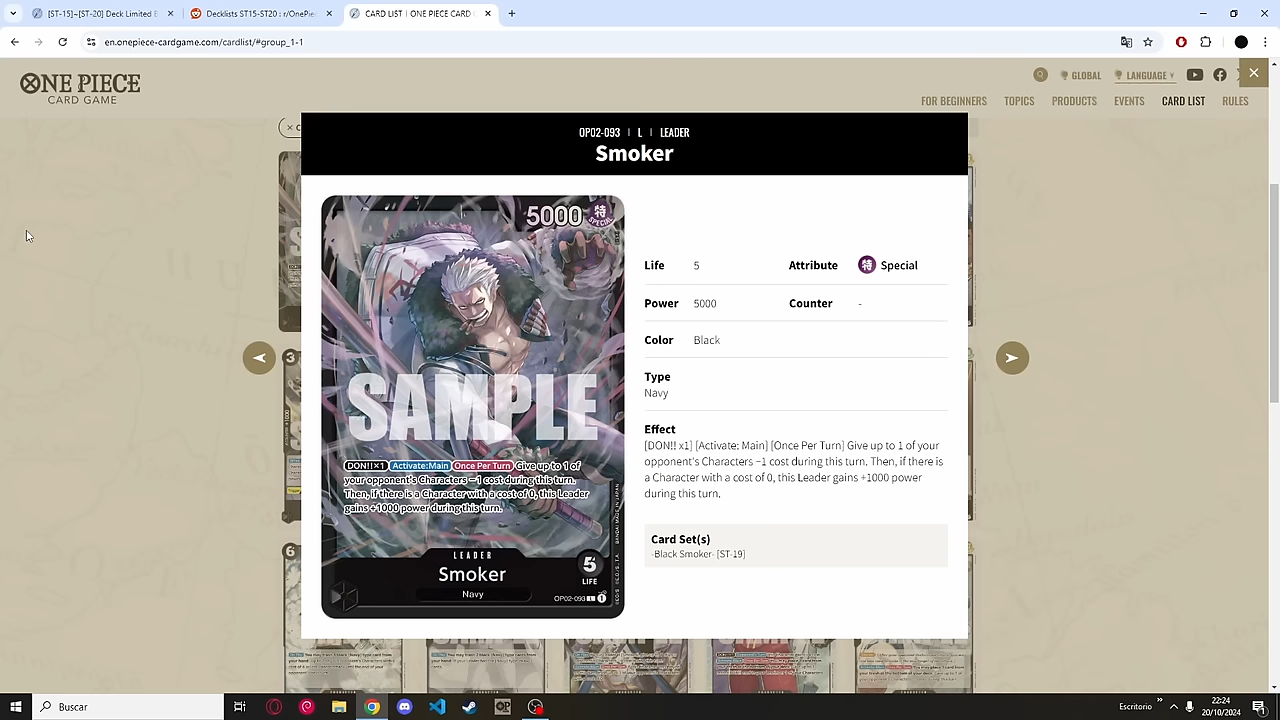 [ST-15]~[ST-20] Deck Limited B
Decklists ST15-ST20 : r/OnePie
CARD LIST | ONE PIECE CARD
en.onepiece-cardgame.com/cardlist/#group_1-1
ONE PIECE
CARD GAME
GLOBAL
LANGUAGE
FOR BEGINNERS
TOPICS
PRODUCTS
EVENTS
CARD LIST
RULES
OP02-093 | L | LEADER
Smoker
5000
特
SPECIAL
SAMPLE
[DON!!×1] [Activate:Main] [Once Per Turn] Give up to 1 of
your opponent's Characters −1 cost during this turn.
Then, if there is a Character with a cost of 0, this Leader
gains +1000 power during this turn.
LEADER
Smoker
Navy
5
LIFE
OP02-093 L
Life 5
Attribute 特 Special
Power 5000
Counter -
Color Black
Type
Navy
Effect
[DON!! x1] [Activate: Main] [Once Per Turn] Give up to 1 of your
opponent's Characters −1 cost during this turn. Then, if there is
a Character with a cost of 0, this Leader gains +1000 power
during this turn.
Card Set(s)
-Black Smoker- [ST-19]
3
6
Buscar
Escritorio
22:24
20/10/2024